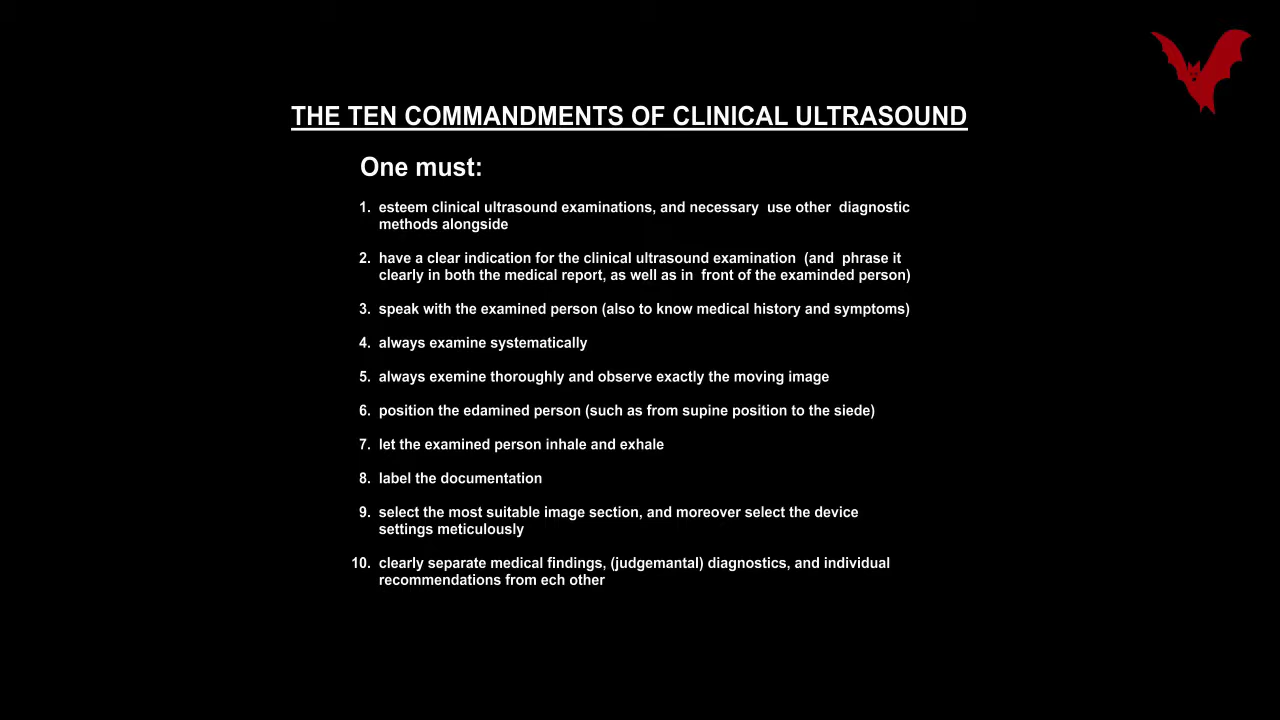 THE TEN COMMANDMENTS OF CLINICAL ULTRASOUND
One must:
1. esteem clinical ultrasound examinations, and necessary  use other  diagnostic
methods alongside
2. have a clear indication for the clinical ultrasound examination  (and  phrase it
clearly in both the medical report, as well as in  front of the examinded person)
3. speak with the examined person (also to know medical history and symptoms)
4. always examine systematically
5. always exemine thoroughly and observe exactly the moving image
6. position the edamined person (such as from supine position to the siede)
7. let the examined person inhale and exhale
8. label the documentation
9. select the most suitable image section, and moreover select the device
settings meticulously
10. clearly separate medical findings, (judgemantal) diagnostics, and individual
recommendations from ech other